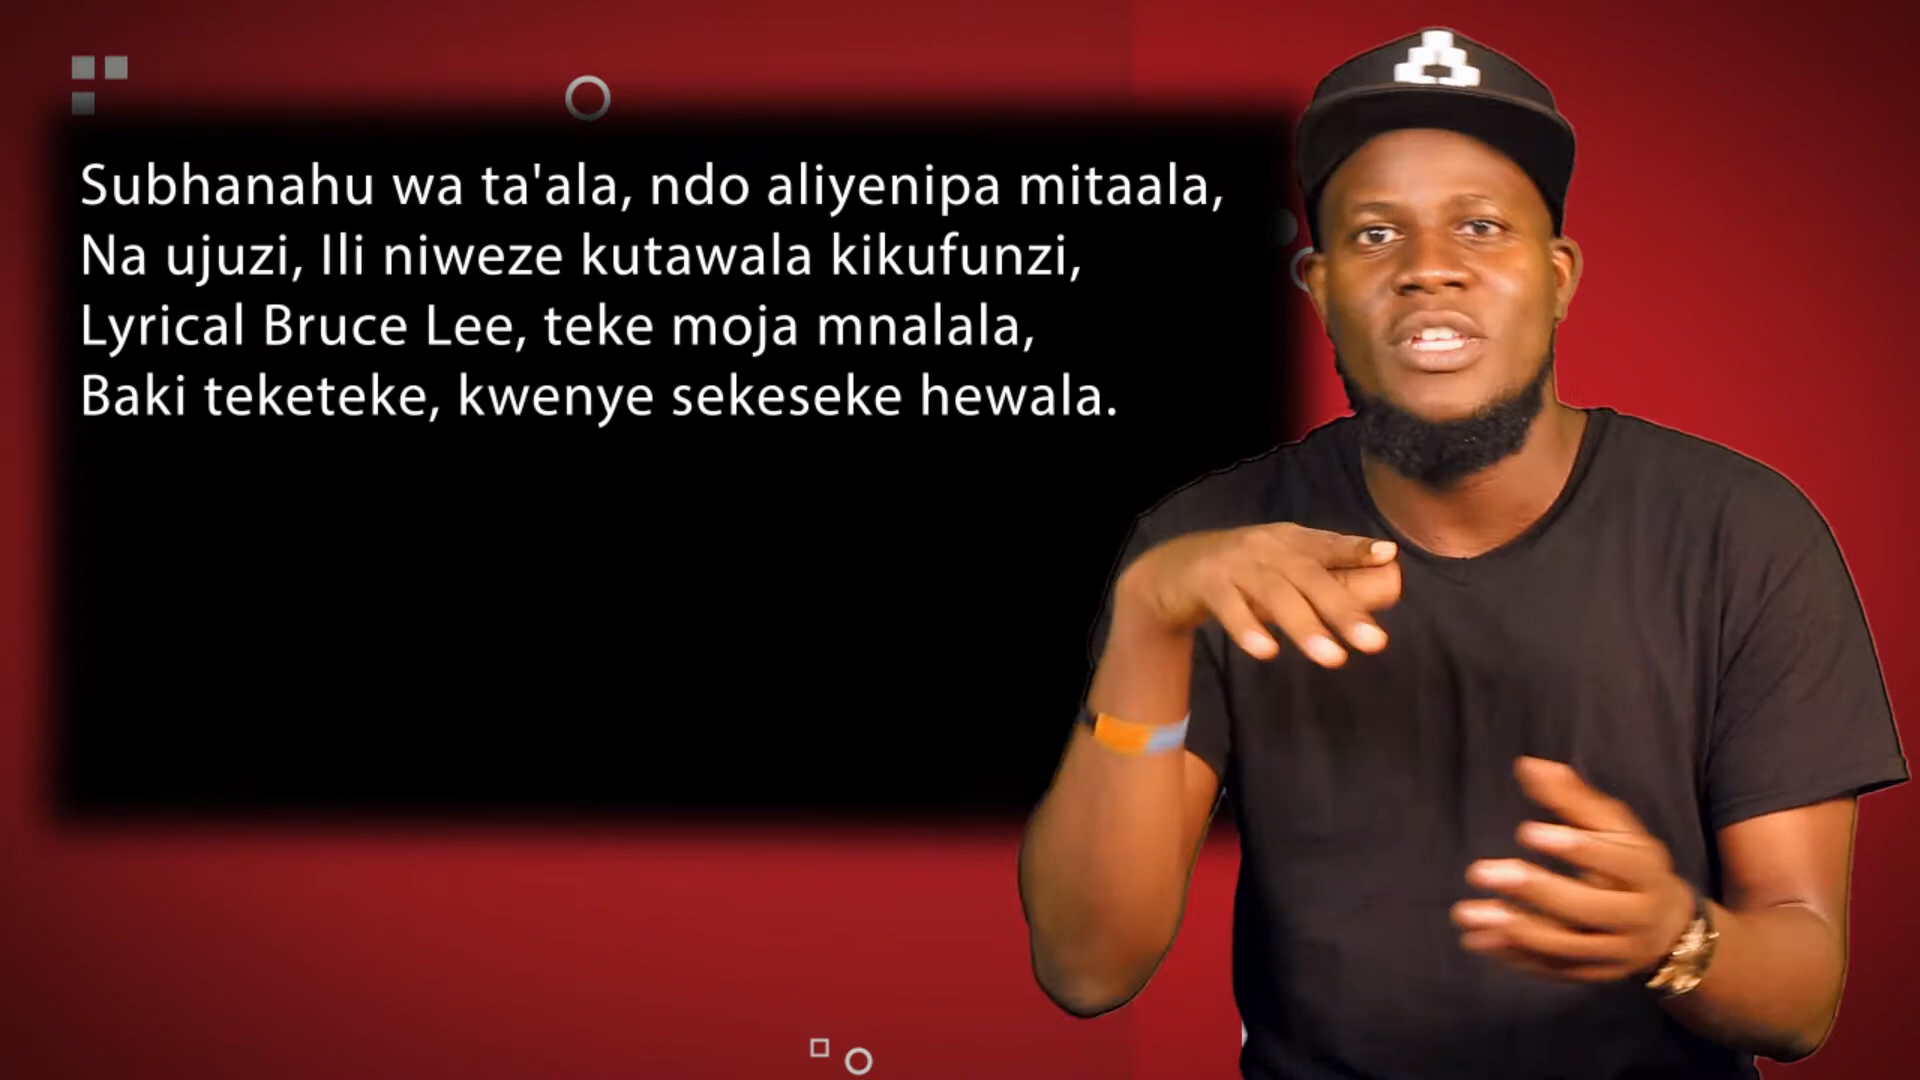 Subhanahu wa ta'ala, ndo aliyenipa mitaala,
Na ujuzi, Ili niweze kutawala kikufunzi,
Lyrical Bruce Lee, teke moja mnalala,
Baki teketeke, kwenye sekeseke hewala.